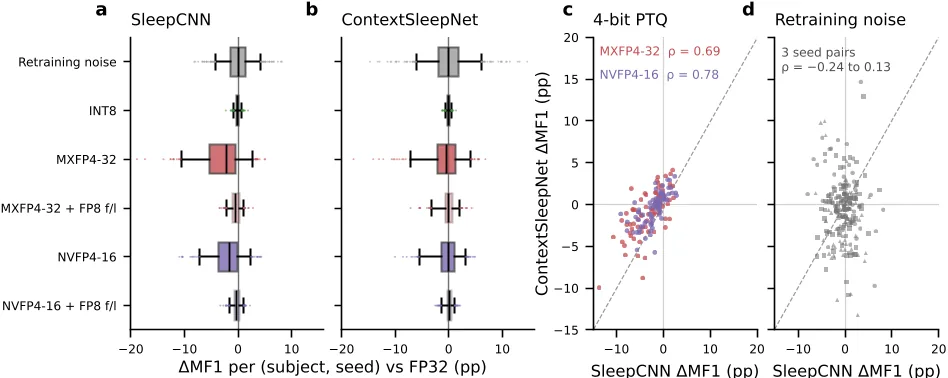 a SleepCNN
b ContextSleepNet
c 4-bit PTQ
d Retraining noise
Retraining noise
INT8
MXFP4-32
MXFP4-32 + FP8 f/l
NVFP4-16
NVFP4-16 + FP8 f/l
−20 −10 0 10
−20 −10 0 10
ΔMF1 per (subject, seed) vs FP32 (pp)
ContextSleepNet ΔMF1 (pp)
20
15
10
5
0
−5
−10
−15
MXFP4-32 ρ = 0.69
NVFP4-16 ρ = 0.78
−10 0 10 20
SleepCNN ΔMF1 (pp)
3 seed pairs
ρ = −0.24 to 0.13
−10 0 10 20
SleepCNN ΔMF1 (pp)